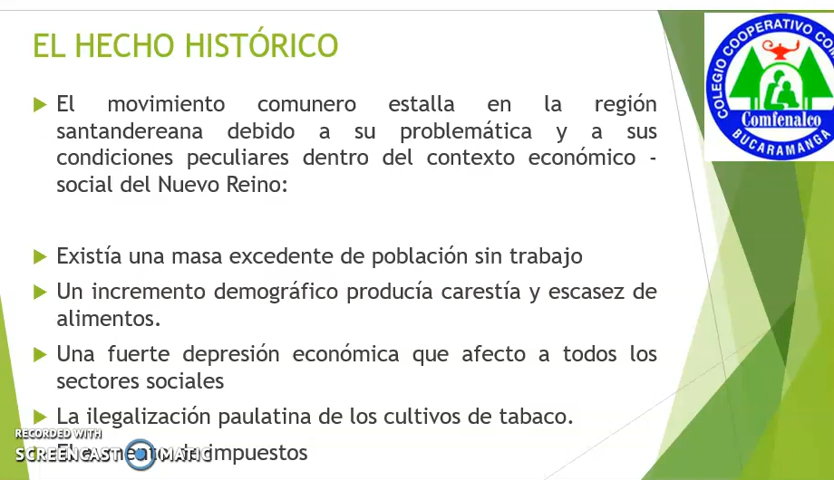 EL HECHO HISTÓRICO
El movimiento comunero estalla en la región
santandereana debido a su problemática y a sus
condiciones peculiares dentro del contexto económico -
social del Nuevo Reino:
Existía una masa excedente de población sin trabajo
Un incremento demográfico producía carestía y escasez de
alimentos.
Una fuerte depresión económica que afecto a todos los
sectores sociales
La ilegalización paulatina de los cultivos de tabaco.
El de impuestos
COLEGIO COOPERATIVO
Comfenalco
BUCARAMANGA
RECORDED WITH
SCREENCAST MATIC